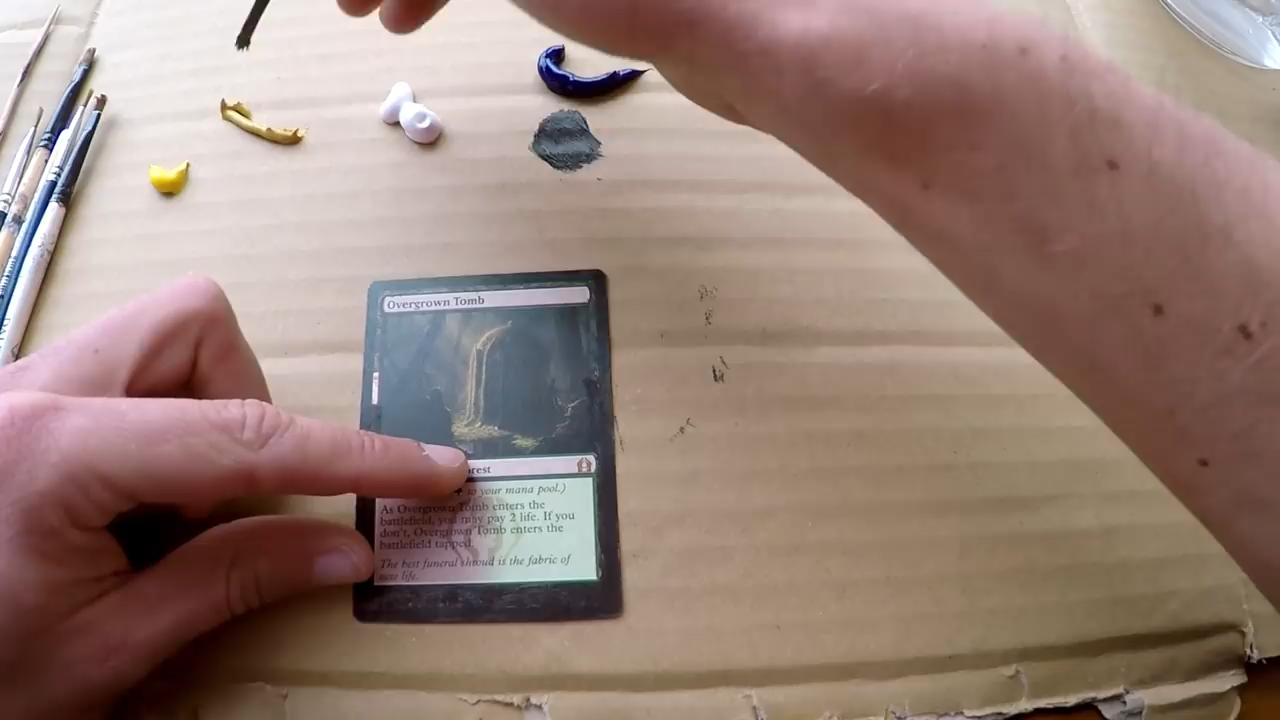 Overgrown Tomb
orest
to your mana pool.)
As Overgrown Tomb enters the
battlefield, you may pay 2 life. If you
don't, Overgrown Tomb enters the
battlefield tapped.
The best funeral shroud is the fabric of
new life.